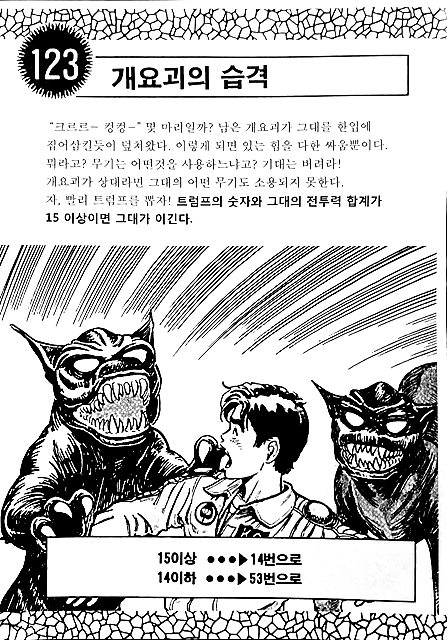 123
개요괴의 습격
"크르르— 컹컹—" 몇 마리일까? 남은 개요괴가 그대를 한입에
집어삼킬듯이 덮쳐왔다. 이렇게 되면 있는 힘을 다한 싸움뿐이다.
뭐라고? 무기는 어떤것을 사용하느냐고? 기대는 버려라!
개요괴가 상대라면 그대의 어떤 무기도 소용되지 못한다.
자, 빨리 트럼프를 뽑자! 트럼프의 숫자와 그대의 전투력 합계가
15 이상이면 그대가 이긴다.
15이상 ●●●▶14번으로
14이하 ●●●▶53번으로